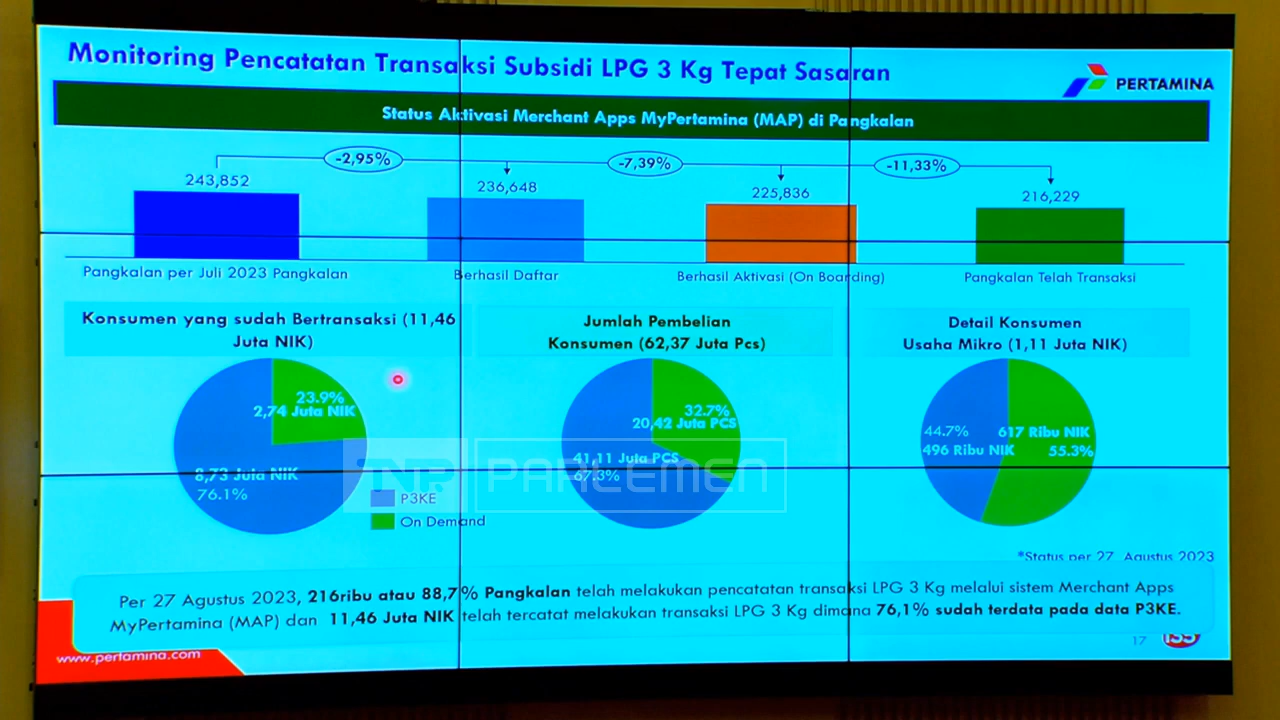 Monitoring Pencatatan Transaksi Subsidi LPG 3 Kg Tepat Sasaran
PERTAMINA
Status Aktivasi Merchant Apps MyPertamina (MAP) di Pangkalan
-2,95%
-7,39%
-11,33%
243,852
236,648
225,836
216,229
Pangkalan per Juli 2023 Pangkalan
Berhasil Daftar
Berhasil Aktivasi (On Boarding)
Pangkalan Telah Transaksi
Konsumen yang sudah Bertransaksi (11,46
Juta NIK)
23.9%
2,74 Juta NIK
8,73 Juta NIK
76.1%
P3KE
On Demand
Jumlah Pembelian
Konsumen (62,37 Juta Pcs)
32.7%
20,42 Juta PCS
41,11 Juta PCS
67.3%
Detail Konsumen
Usaha Mikro (1,11 Juta NIK)
44.7%
496 Ribu NIK
617 Ribu NIK
55.3%
PARLEMEN
*Status per 27 Agustus 2023
Per 27 Agustus 2023, 216ribu atau 88,7% Pangkalan telah melakukan pencatatan transaksi LPG 3 Kg melalui sistem Merchant Apps
MyPertamina (MAP) dan 11,46 Juta NIK telah tercatat melakukan transaksi LPG 3 Kg dimana 76,1% sudah terdata pada data P3KE.
www.pertamina.com
17